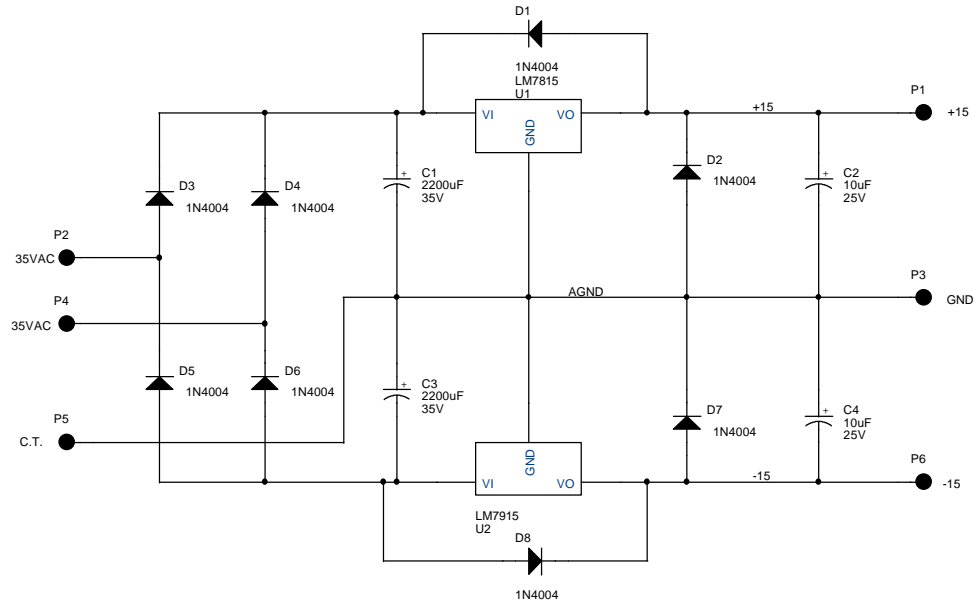 D1
1N4004
LM7815
U1
VI
GND
VO
+15
P1
+15
D3
1N4004
D4
1N4004
+
C1
2200uF
35V
D2
1N4004
+
C2
10uF
25V
P2
35VAC
P4
35VAC
AGND
P3
GND
D5
1N4004
D6
1N4004
+
C3
2200uF
35V
D7
1N4004
+
C4
10uF
25V
P5
C.T.
GND
VI
VO
-15
P6
-15
LM7915
U2
D8
1N4004